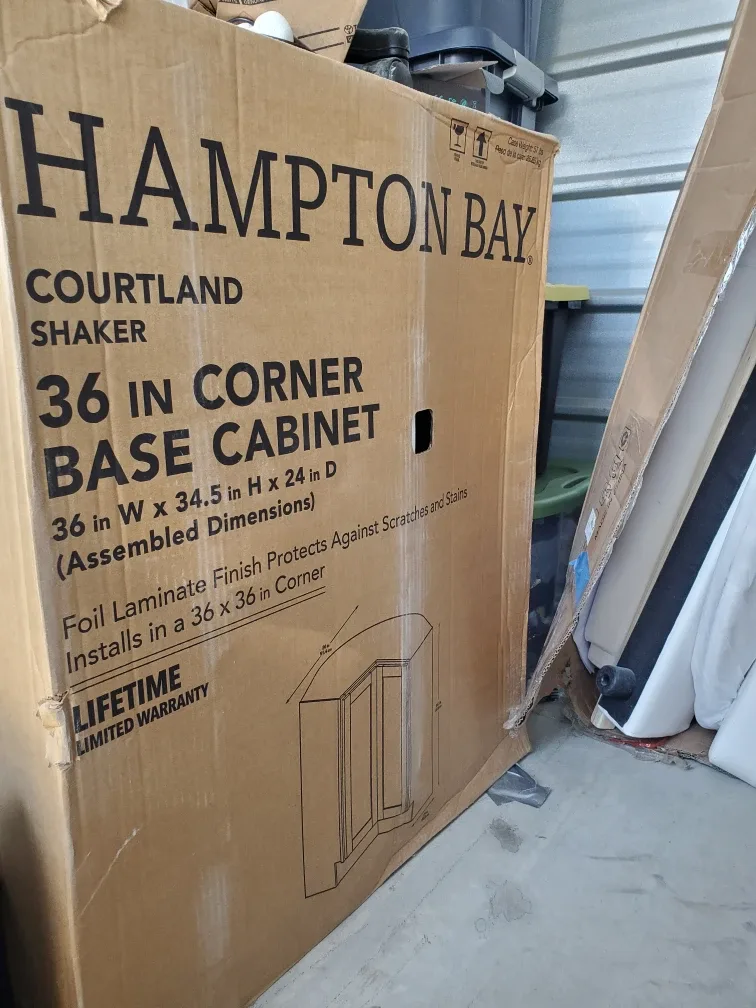 HAMPTON BAY®
COURTLAND
SHAKER
36 IN CORNER
BASE CABINET
36 in W x 34.5 in H x 24 in D
(Assembled Dimensions)
Foil Laminate Finish Protects Against Scratches and Stains
Installs in a 36 x 36 in Corner
LIFETIME
LIMITED WARRANTY